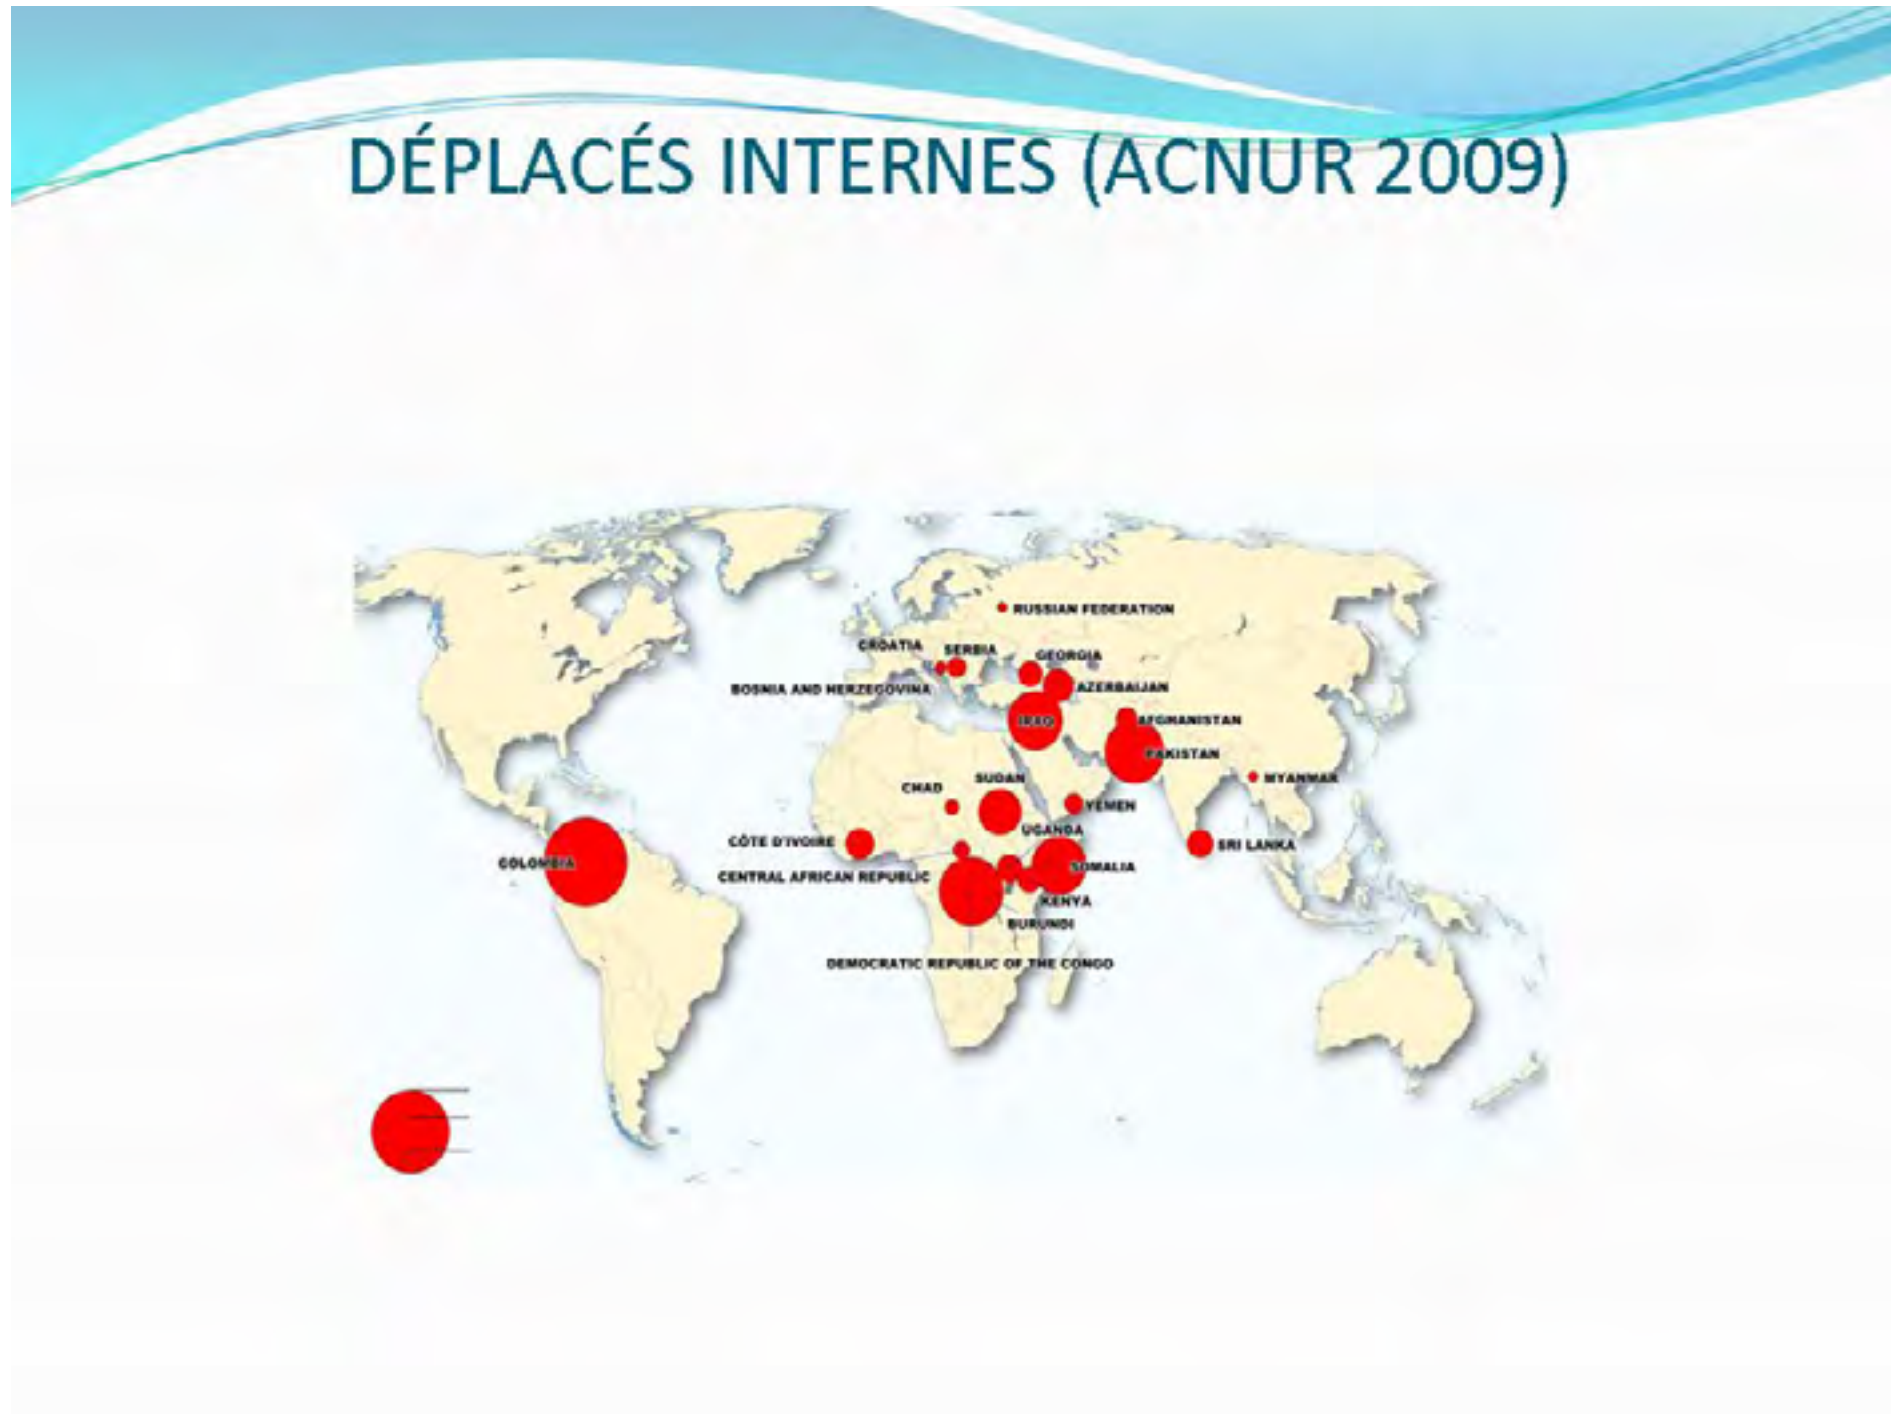 DÉPLACÉS INTERNES (ACNUR 2009)
RUSSIAN FEDERATION
CROATIA
SERBIA
GEORGIA
BOSNIA AND HERZEGOVINA
AZERBAIJAN
IRAQ
AFGHANISTAN
PAKISTAN
SUDAN
MYANMAR
CHAD
YEMEN
UGANDA
CÔTE D'IVOIRE
SRI LANKA
COLOMBIA
SOMALIA
CENTRAL AFRICAN REPUBLIC
KENYA
BURUNDI
DEMOCRATIC REPUBLIC OF THE CONGO